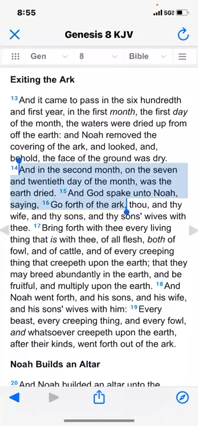 8:55
5GE
Genesis 8 KJV
Gen
8
Bible
Exiting the Ark
13 And it came to pass in the six hundredth
and first year, in the first month, the first day
of the month, the waters were dried up from
off the earth: and Noah removed the
covering of the ark, and looked, and,
behold, the face of the ground was dry.
14 And in the second month, on the seven
and twentieth day of the month, was the
earth dried. 15 And God spake unto Noah,
saying, 16 Go forth of the ark, thou, and thy
wife, and thy sons, and thy sons' wives with
thee. 17 Bring forth with thee every living
thing that is with thee, of all flesh, both of
fowl, and of cattle, and of every creeping
thing that creepeth upon the earth; that they
may breed abundantly in the earth, and be
fruitful, and multiply upon the earth. 18 And
Noah went forth, and his sons, and his wife,
and his sons' wives with him: 19 Every
beast, every creeping thing, and every fowl,
and whatsoever creepeth upon the earth,
after their kinds, went forth out of the ark.
Noah Builds an Altar
20 And Noah builded an altar unto the